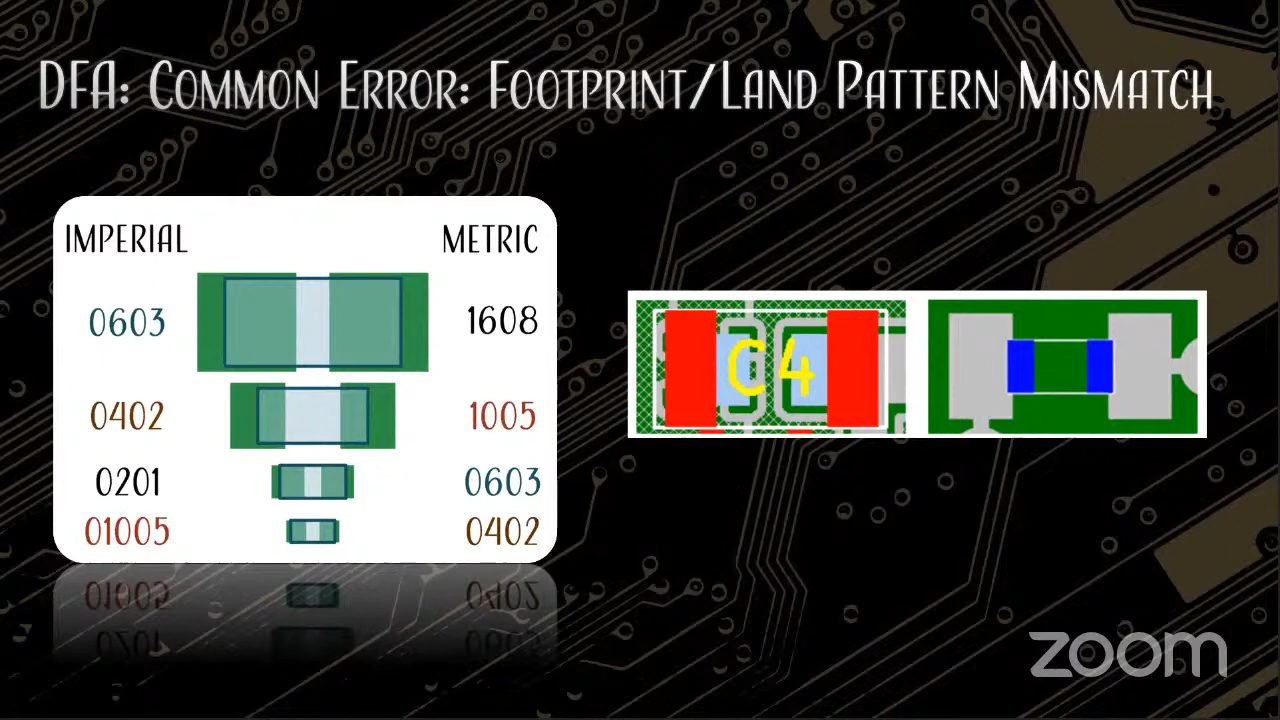 DFA: Common Error: Footprint/Land Pattern Mismatch
IMPERIAL METRIC
0603 1608
0402 1005
0201 0603
01005 0402
C4
zoom